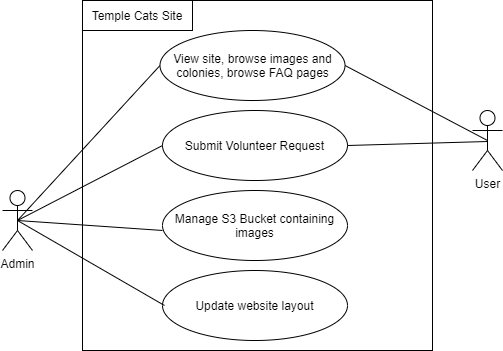 Temple Cats Site
View site, browse images and
colonies, browse FAQ pages
Submit Volunteer Request
User
Manage S3 Bucket containing
images
Admin
Update website layout